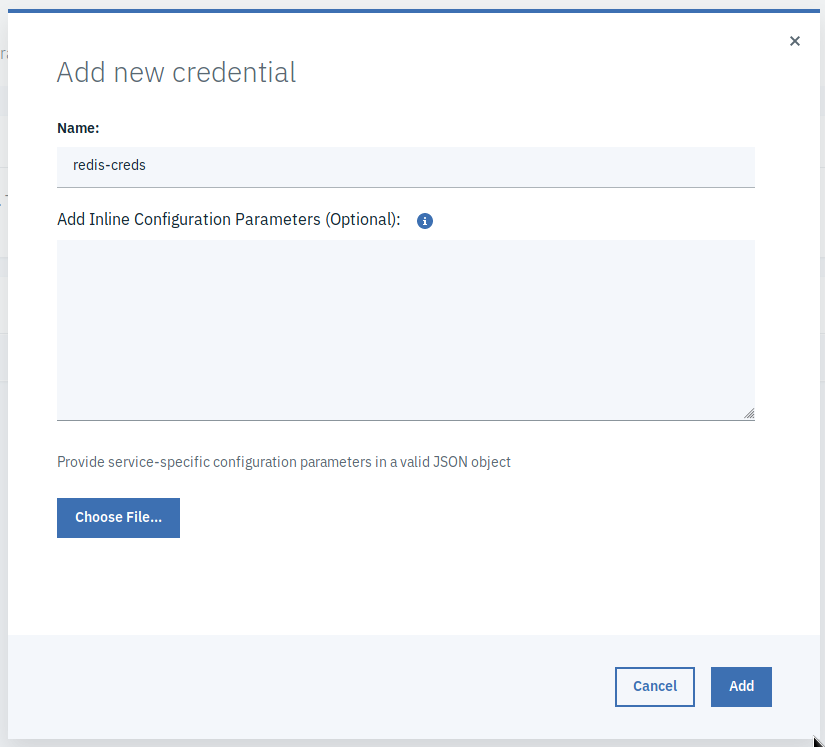 Add new credential
Name:
redis-creds
Add Inline Configuration Parameters (Optional):
Provide service-specific configuration parameters in a valid JSON object
Choose File...
Cancel
Add